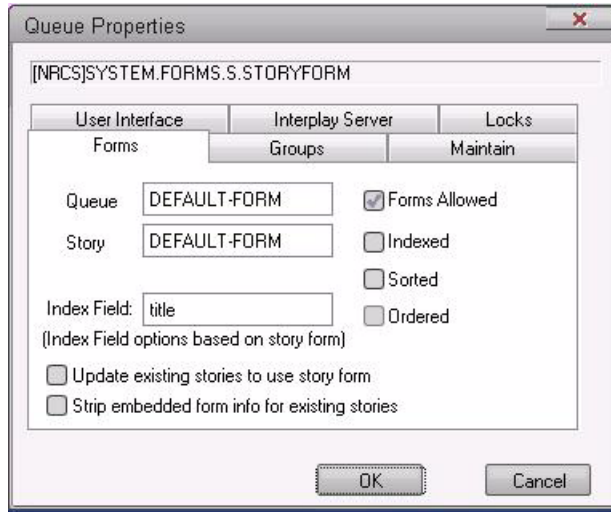 Queue Properties
[NRCS]SYSTEM.FORMS.S.STORYFORM
User Interface Interplay Server Locks
Forms Groups Maintain
Queue DEFAULT-FORM Forms Allowed
Story DEFAULT-FORM Indexed
Sorted
Index Field: title Ordered
(Index Field options based on story form)
Update existing stories to use story form
Strip embedded form info for existing stories
OK Cancel